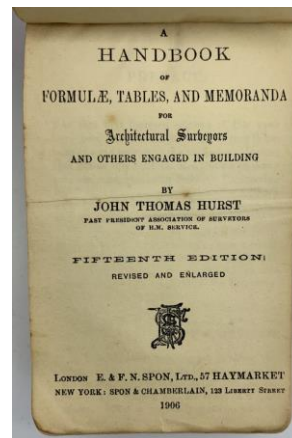 A
HANDBOOK
OF
FORMULÆ, TABLES, AND MEMORANDA
FOR
Architectural Surveyors
AND OTHERS ENGAGED IN BUILDING
BY
JOHN THOMAS HURST
PAST PRESIDENT ASSOCIATION OF SURVEYORS
OF H.M. SERVICE.
FIFTEENTH EDITION:
REVISED AND ENLARGED
LONDON E. & F. N. SPON, LTD., 57 HAYMARKET
NEW YORK: SPON & CHAMBERLAIN, 123 LIBERTY STREET
1906